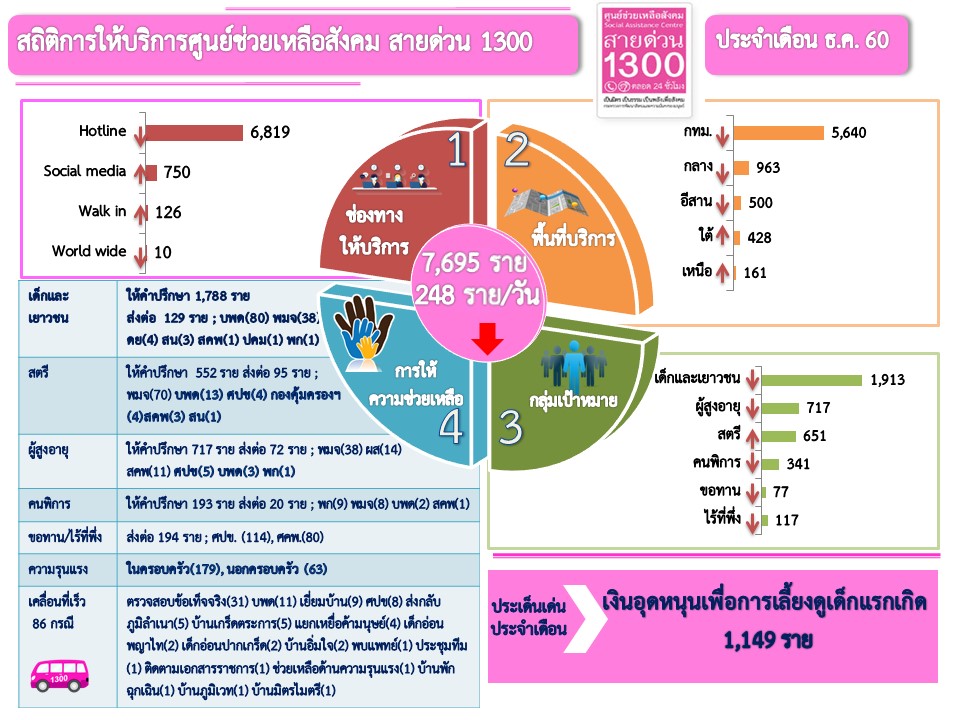 สถิติการให้บริการศูนย์ช่วยเหลือสังคม สายด่วน 1300
ศูนย์ช่วยเหลือสังคม
Social Assistance Centre
สายด่วน
1300
ตลอด 24 ชั่วโมง
เป็นมิตร เป็นธรรม เป็นพลังเพื่อสังคม
ประจำเดือน ธ.ค. 60
Hotline 6,819
Social media 750
Walk in 126
World wide 10
1
ช่องทาง
ให้บริการ
2
พื้นที่บริการ
กทม. 5,640
กลาง 963
อีสาน 500
ใต้ 428
เหนือ 161
7,695 ราย
248 ราย/วัน
การให้
ความช่วยเหลือ
4
3
กลุ่มเป้าหมาย
เด็กและเยาวชน 1,913
ผู้สูงอายุ 717
สตรี 651
คนพิการ 341
ขอทาน 77
ไร้ที่พึ่ง 117
เด็กและ
เยาวชน
ให้คำปรึกษา 1,788 ราย
ส่งต่อ 129 ราย ; บพด(80) พมจ(38)
ดย(4) สน(3) สคพ(1) ปคม(1) พก(1)
สตรี
ให้คำปรึกษา 552 ราย ส่งต่อ 95 ราย ;
พมจ(70) บพด(13) ศปข(4) กองคุ้มครองฯ
(4)สคพ(3) สน(1)
ผู้สูงอายุ
ให้คำปรึกษา 717 ราย ส่งต่อ 72 ราย ; พมจ(38) ผส(14)
สคพ(11) ศปข(5) บพด(3) พก(1)
คนพิการ
ให้คำปรึกษา 193 ราย ส่งต่อ 20 ราย ; พก(9) พมจ(8) บพด(2) สคพ(1)
ขอทาน/ไร้ที่พึ่ง
ส่งต่อ 194 ราย ; ศปข. (114), ศคพ.(80)
ความรุนแรง
ในครอบครัว(179), นอกครอบครัว (63)
เคลื่อนที่เร็ว
86 กรณี
1300
ตรวจสอบข้อเท็จจริง(31) บพด(11) เยี่ยมบ้าน(9) ศปข(8) ส่งกลับ
ภูมิลำเนา(5) บ้านเกร็ดตระการ(5) แยกเหยื่อค้ามนุษย์(4) เด็กอ่อน
พญาไท(2) เด็กอ่อนปากเกร็ด(2) บ้านอิ่มใจ(2) พบแพทย์(1) ประชุมทีม
(1) ติดตามเอกสารราชการ(1) ช่วยเหลือด้านความรุนแรง(1) บ้านพัก
ฉุกเฉิน(1) บ้านภูมิเวท(1) บ้านมิตรไมตรี(1)
ประเด็นเด่น
ประจำเดือน
เงินอุดหนุนเพื่อการเลี้ยงดูเด็กแรกเกิด
1,149 ราย